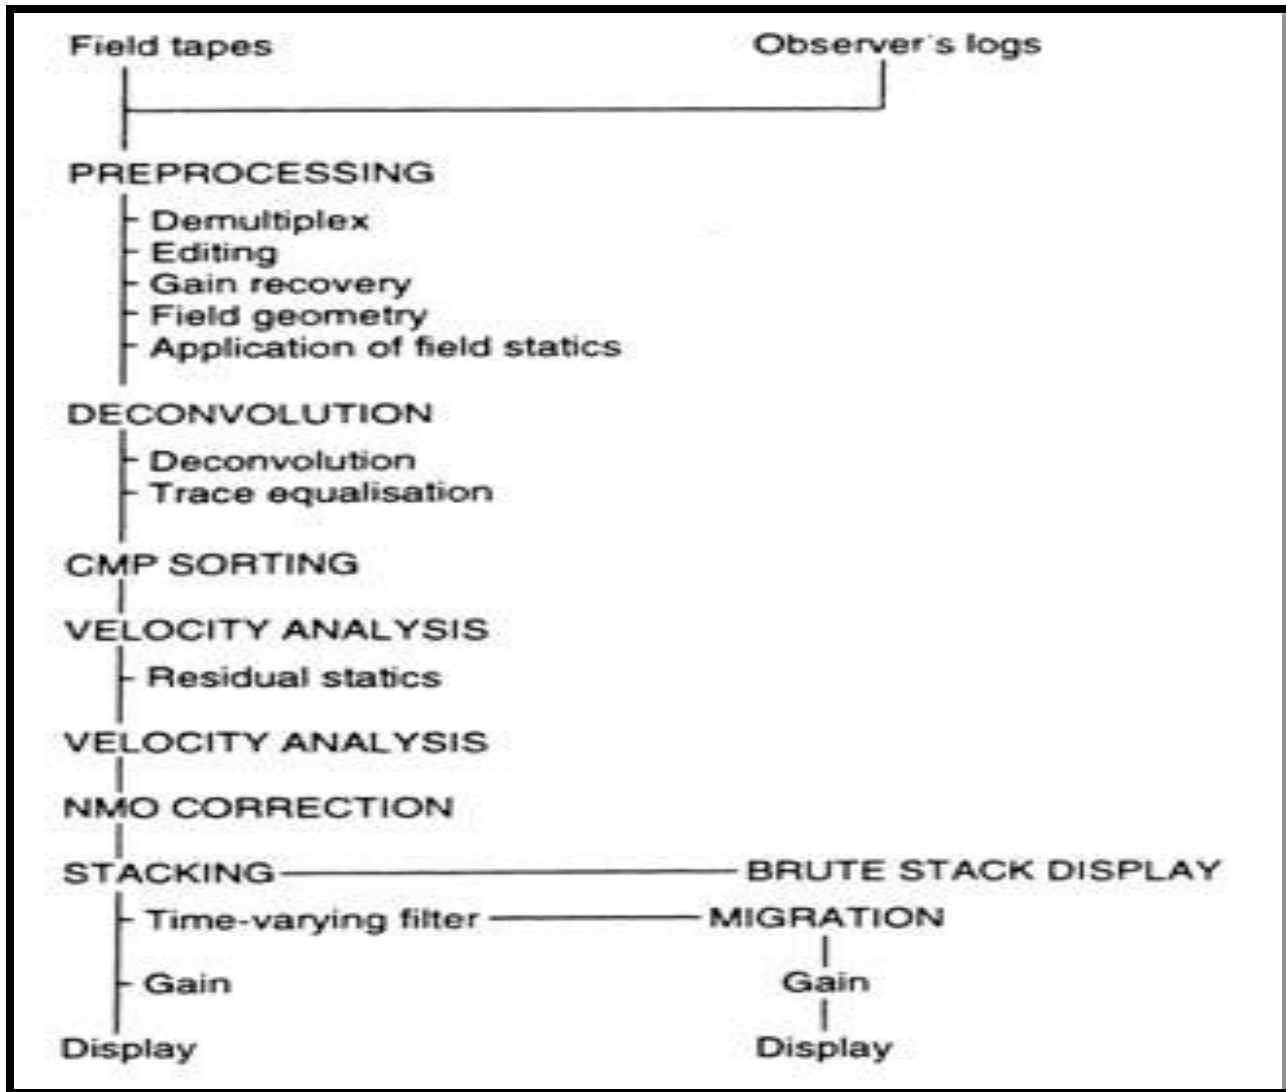 Field tapes
Observer's logs
PREPROCESSING
Demultiplex
Editing
Gain recovery
Field geometry
Application of field statics
DECONVOLUTION
Deconvolution
Trace equalisation
CMP SORTING
VELOCITY ANALYSIS
Residual statics
VELOCITY ANALYSIS
NMO CORRECTION
STACKING
BRUTE STACK DISPLAY
Time-varying filter
MIGRATION
Gain
Gain
Display
Display